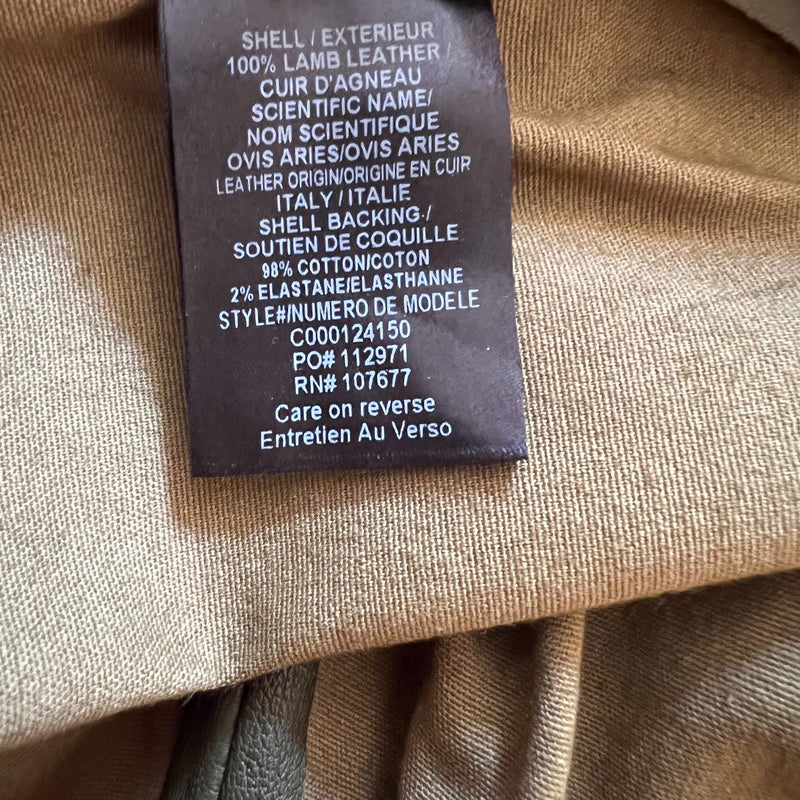 SHELL / EXTERIEUR
100% LAMB LEATHER /
CUIR D'AGNEAU
SCIENTIFIC NAME/
NOM SCIENTIFIQUE
OVIS ARIES/OVIS ARIES
LEATHER ORIGIN/ORIGINE EN CUIR
ITALY / ITALIE
SHELL BACKING /
SOUTIEN DE COQUILLE
98% COTTON/COTON
2% ELASTANE/ELASTHANNE
STYLE#/NUMERO DE MODELE
C000124150
PO# 112971
RN# 107677
Care on reverse
Entretien Au Verso